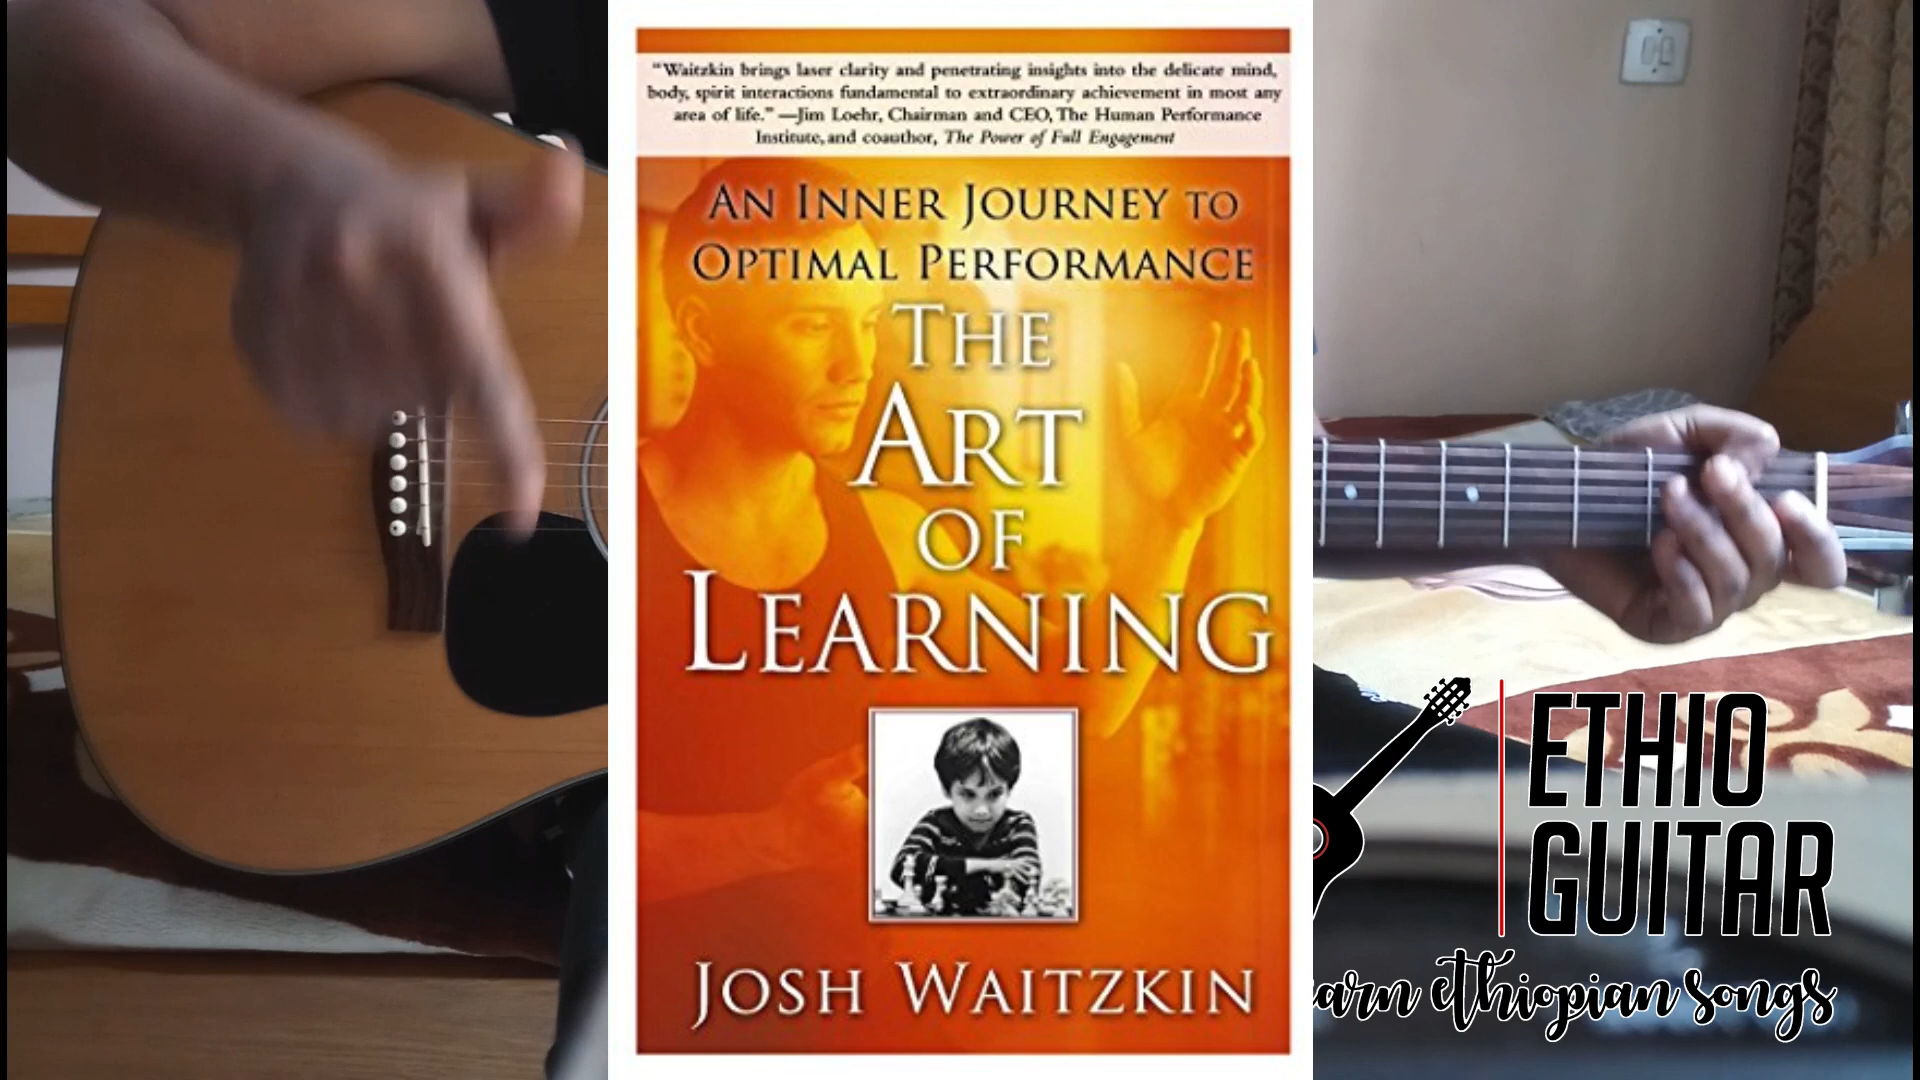 "Waitzkin brings laser clarity and penetrating insights into the delicate mind,
body, spirit interactions fundamental to extraordinary achievement in most any
area of life." —Jim Loehr, Chairman and CEO, The Human Performance
Institute, and coauthor, The Power of Full Engagement
AN INNER JOURNEY TO
OPTIMAL PERFORMANCE
THE
ART
OF
LEARNING
JOSH WAITZKIN
ETHIO
GUITAR
arn ethiopian songs